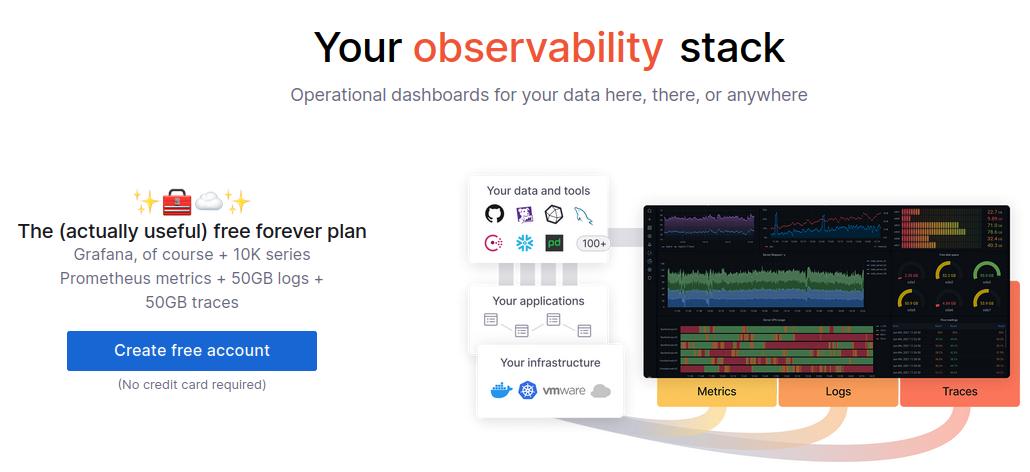 Your observability stack
Operational dashboards for your data here, there, or anywhere
The (actually useful) free forever plan
Grafana, of course + 10K series
Prometheus metrics + 50GB logs +
50GB traces
Create free account
(No credit card required)
Your data and tools
pd
100+
Your applications
Your infrastructure
vmware
Metrics
Logs
Traces